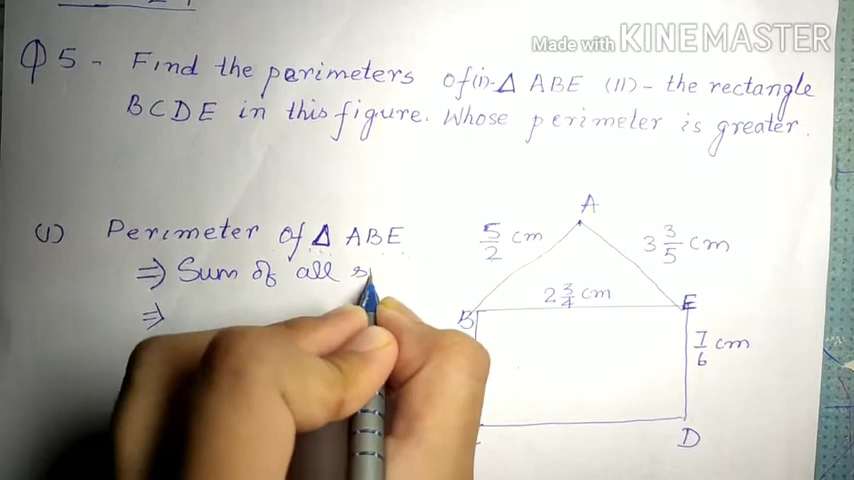 Made with KINEMASTER
Q5- Find the perimeters of (i)- Δ ABE (II)- the rectangle
BCDE in this figure. Whose perimeter is greater.
(I) Perimeter of Δ ABE
⇒ Sum of all s
⇒
A
5/2 cm
3 3/5 cm
2 3/4 cm
B
E
7/6 cm
D